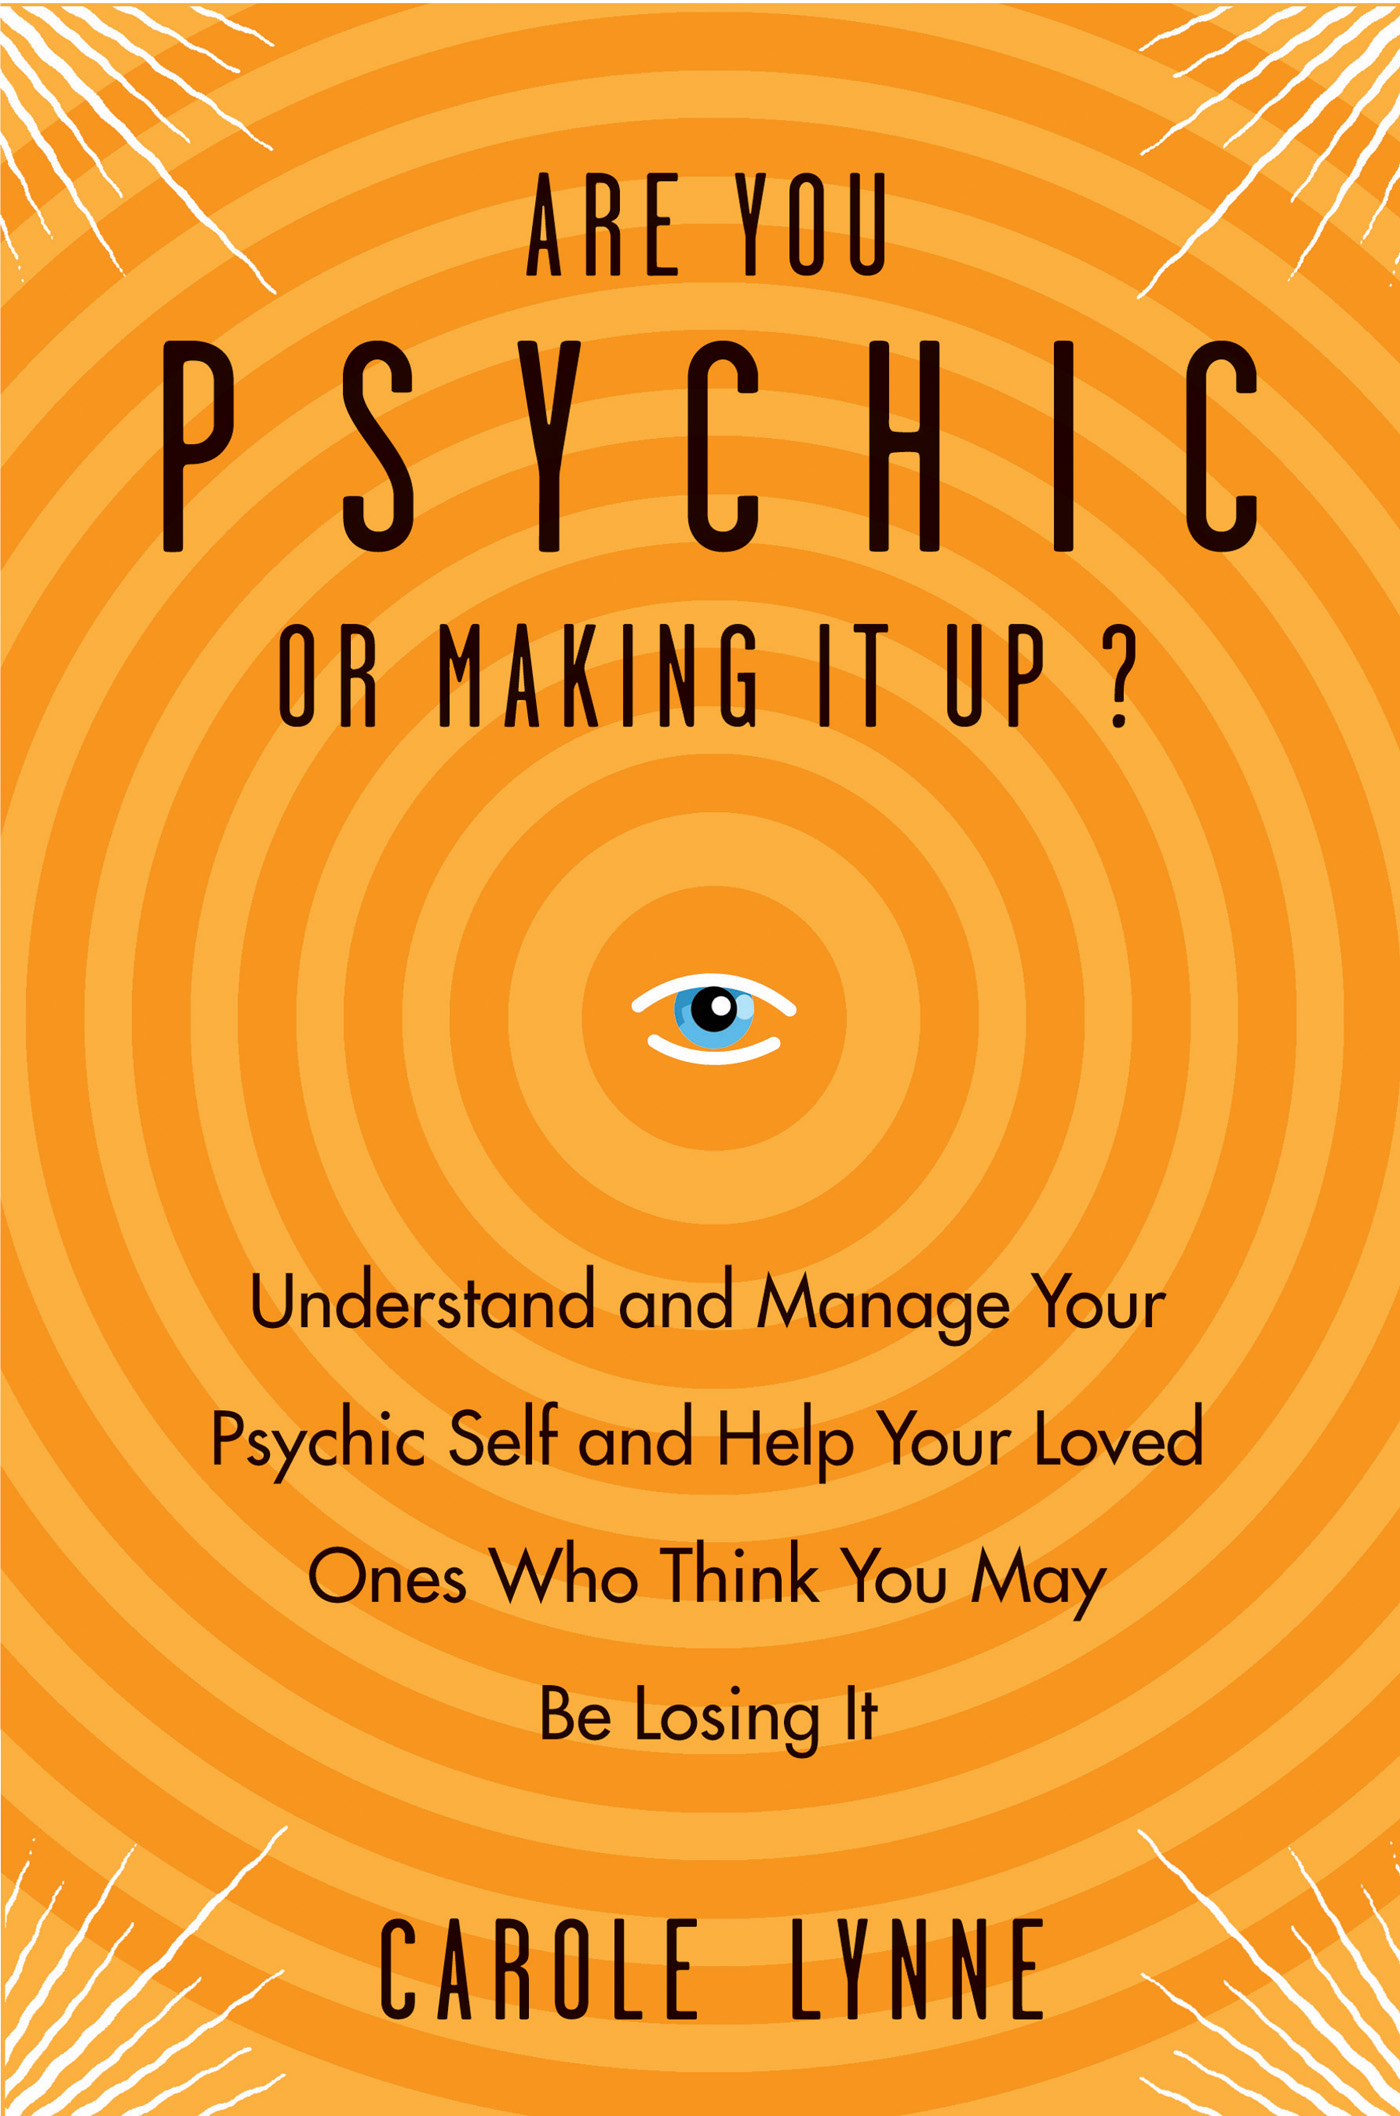 ARE YOU
PSYCHIC
OR MAKING IT UP ?
Understand and Manage Your
Psychic Self and Help Your Loved
Ones Who Think You May
Be Losing It
CAROLE LYNNE